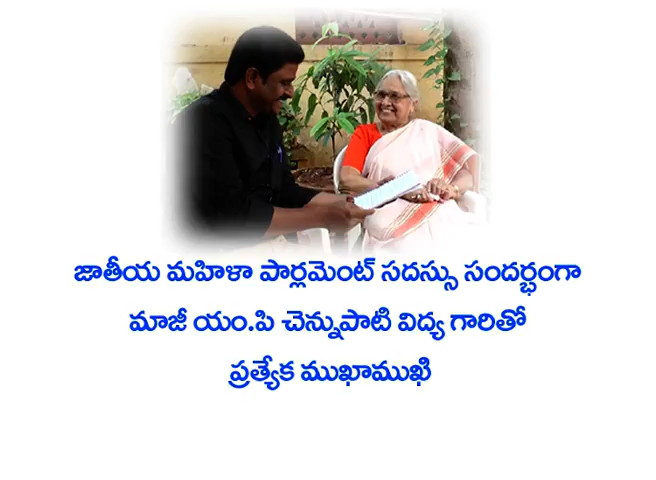 జాతీయ మహిళా పార్లమెంట్ సదస్సు సందర్భంగా
మాజీ యం.పి చెన్నుపాటి విద్య గారితో
ప్రత్యేక ముఖాముఖి